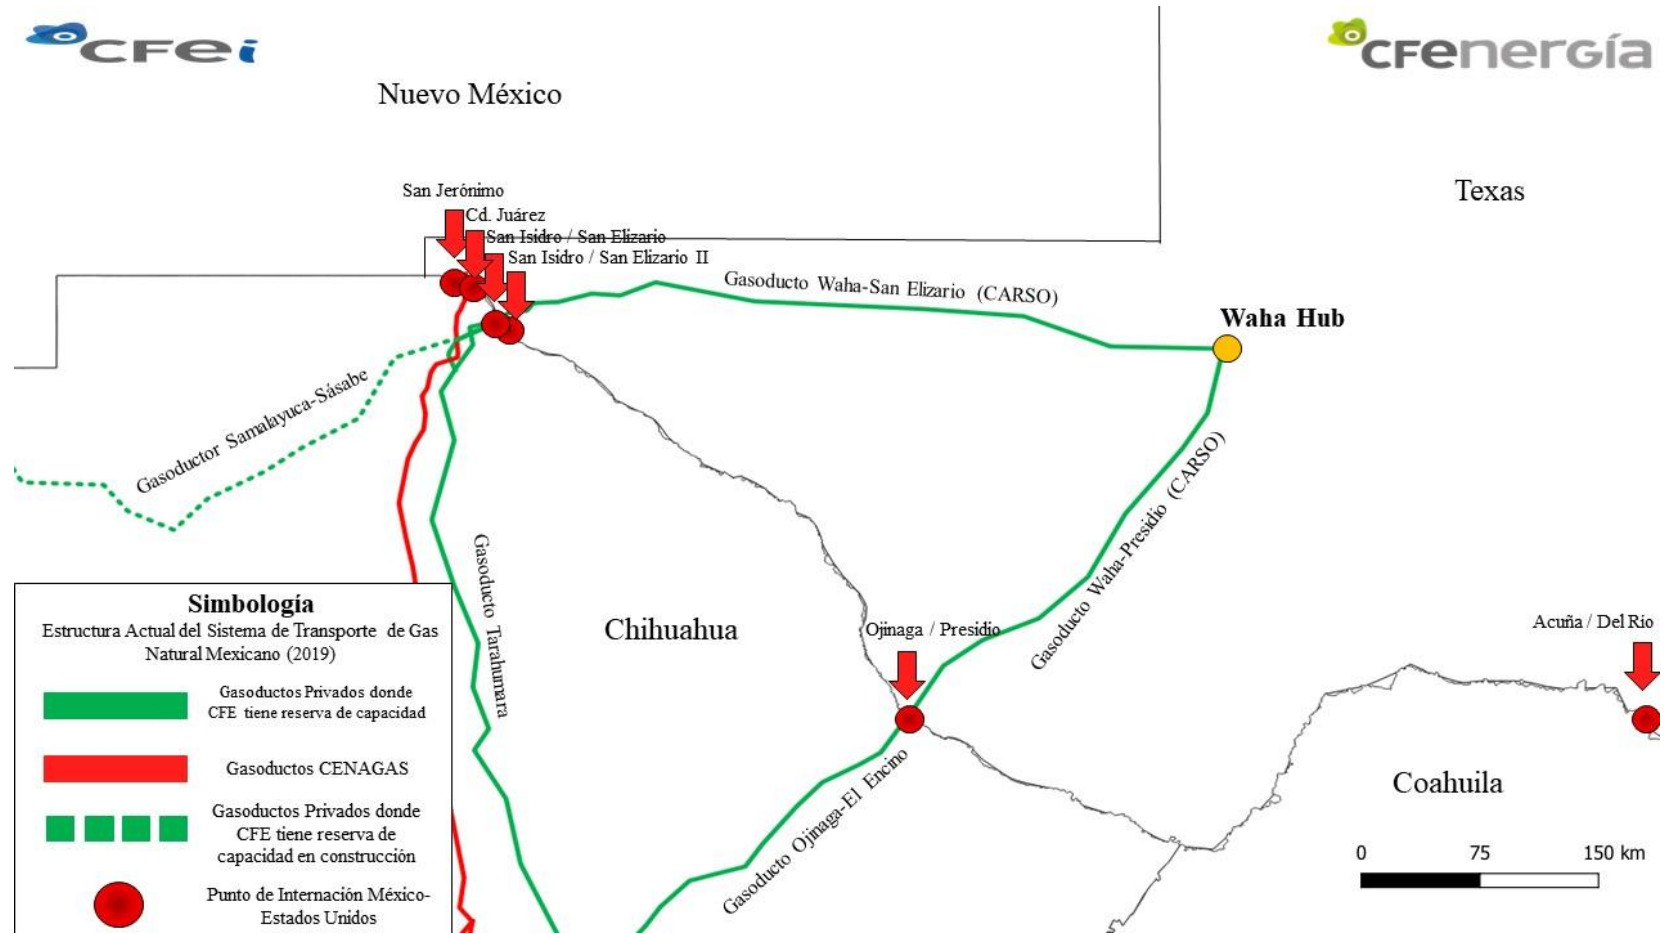 CFEi
CFEnergía
Nuevo México
Texas
San Jerónimo
Cd. Juárez
San Isidro / San Elizario
San Isidro / San Elizario II
Gasoducto Waha-San Elizario (CARSO)
Waha Hub
Gasoductor Samalayuca-Sásabe
Gasoducto Waha-Presidio (CARSO)
Gasoducto Tarahumara
Chihuahua
Ojinaga / Presidio
Acuña / Del Rio
Gasoducto Ojinaga-El Encino
Coahuila
0 75 150 km
Simbología
Estructura Actual del Sistema de Transporte de Gas
Natural Mexicano (2019)
Gasoductos Privados donde
CFE tiene reserva de capacidad
Gasoductos CENAGAS
Gasoductos Privados donde
CFE tiene reserva de
capacidad en construcción
Punto de Internación México-
Estados Unidos